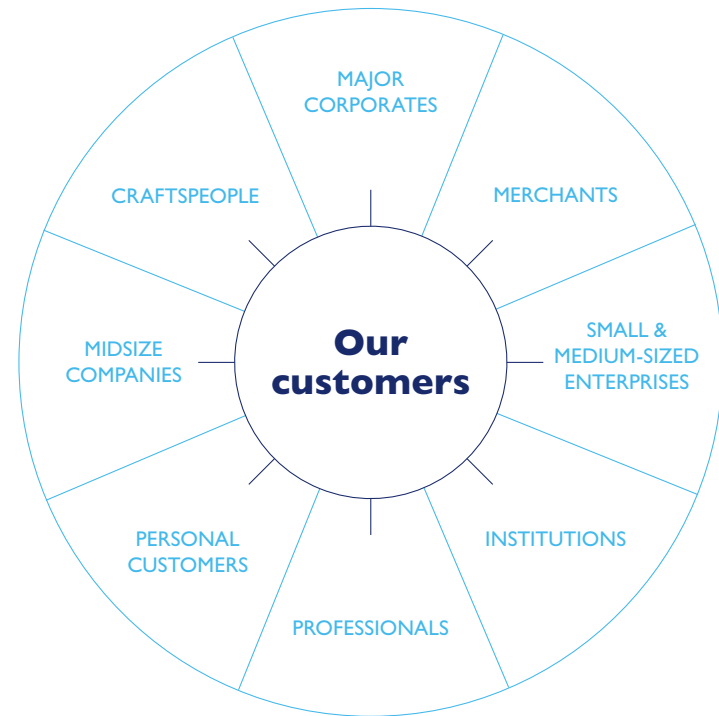 MAJOR
CORPORATES
CRAFTSPEOPLE
MERCHANTS
Our
customers
MIDSIZE
COMPANIES
SMALL &
MEDIUM-SIZED
ENTERPRISES
PERSONAL
CUSTOMERS
INSTITUTIONS
PROFESSIONALS